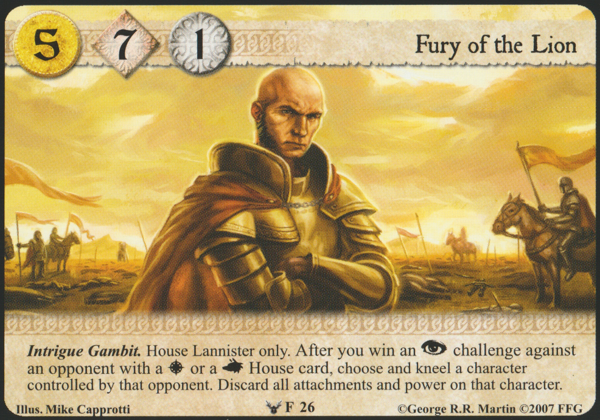 5 7 1 Fury of the Lion
Intrigue Gambit. House Lannister only. After you win an challenge against
an opponent with a or a House card, choose and kneel a character
controlled by that opponent. Discard all attachments and power on that character.
Illus. Mike Capprotti F 26 ©George R.R. Martin ©2007 FFG